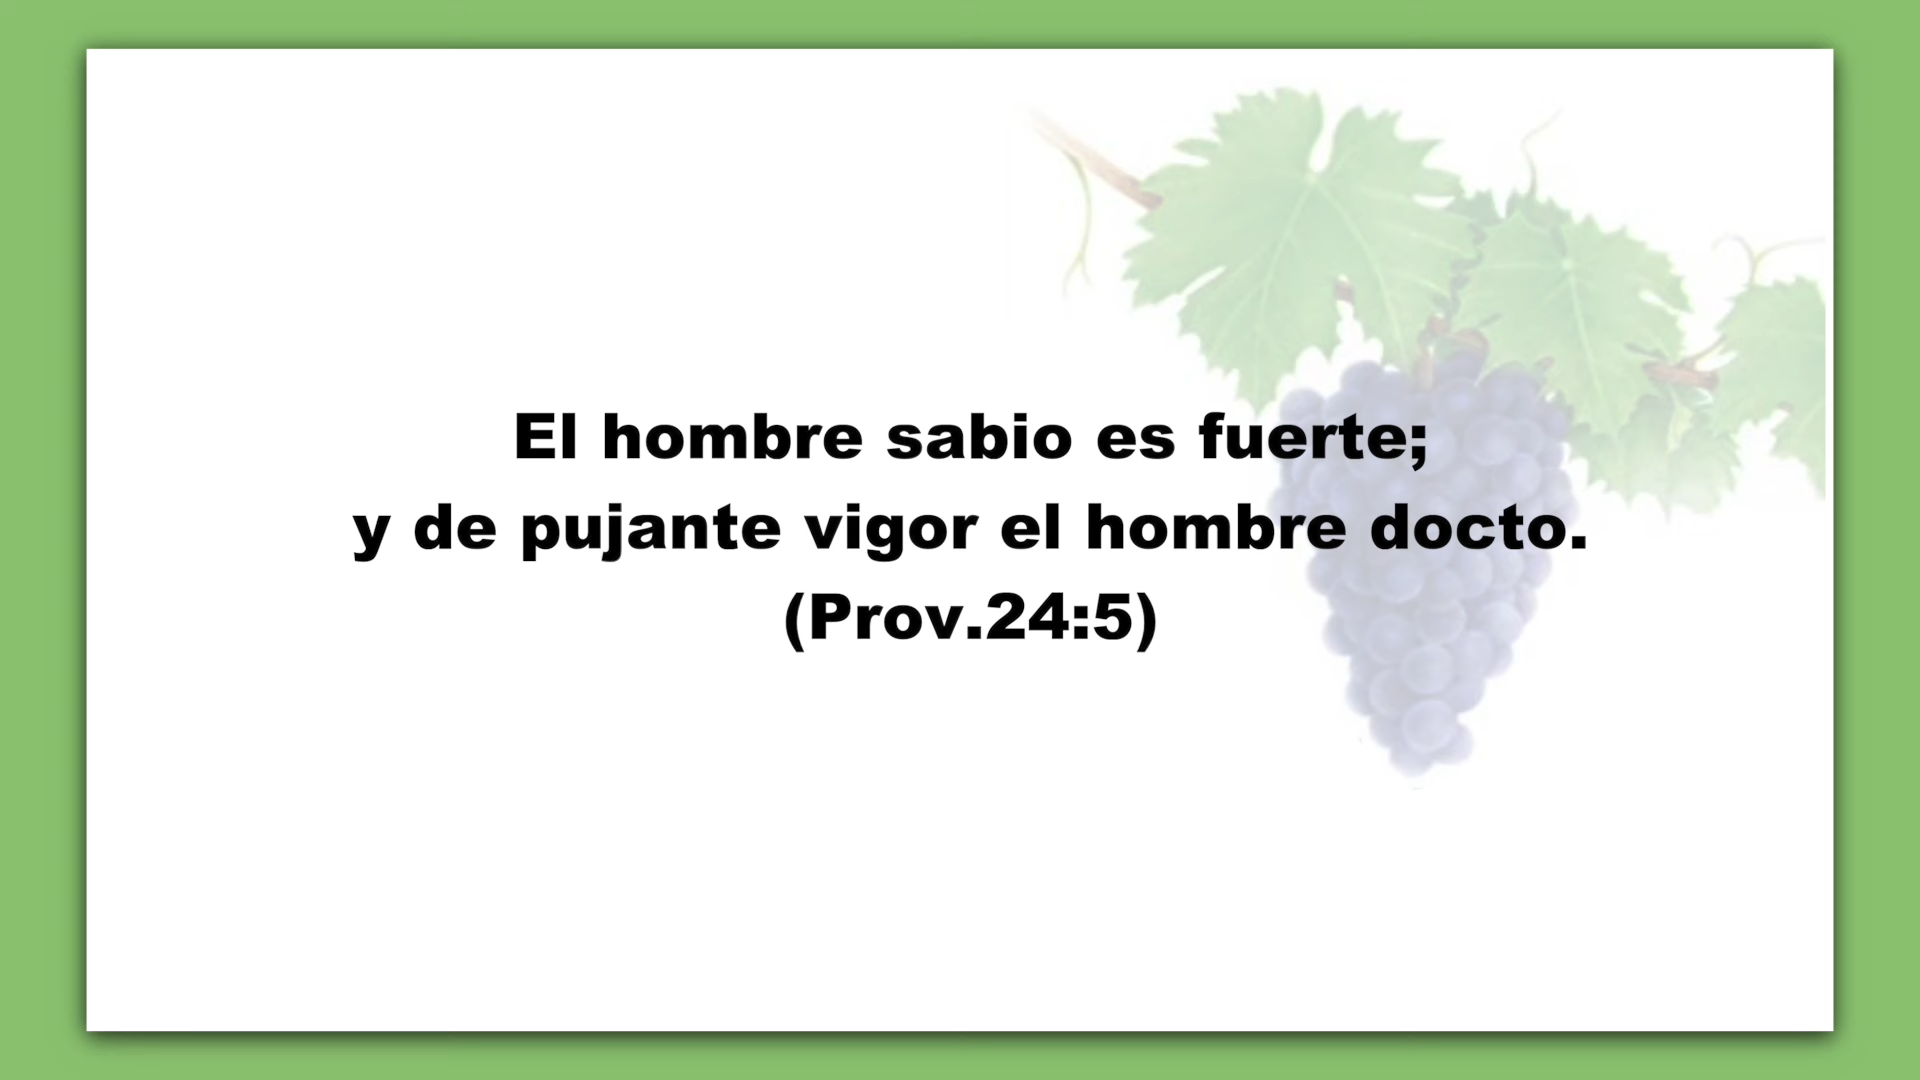 El hombre sabio es fuerte;
y de pujante vigor el hombre docto.
(Prov.24:5)